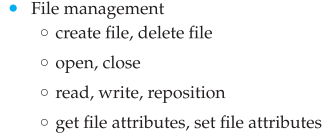 • File management
◦ create file, delete file
◦ open, close
◦ read, write, reposition
◦ get file attributes, set file attributes